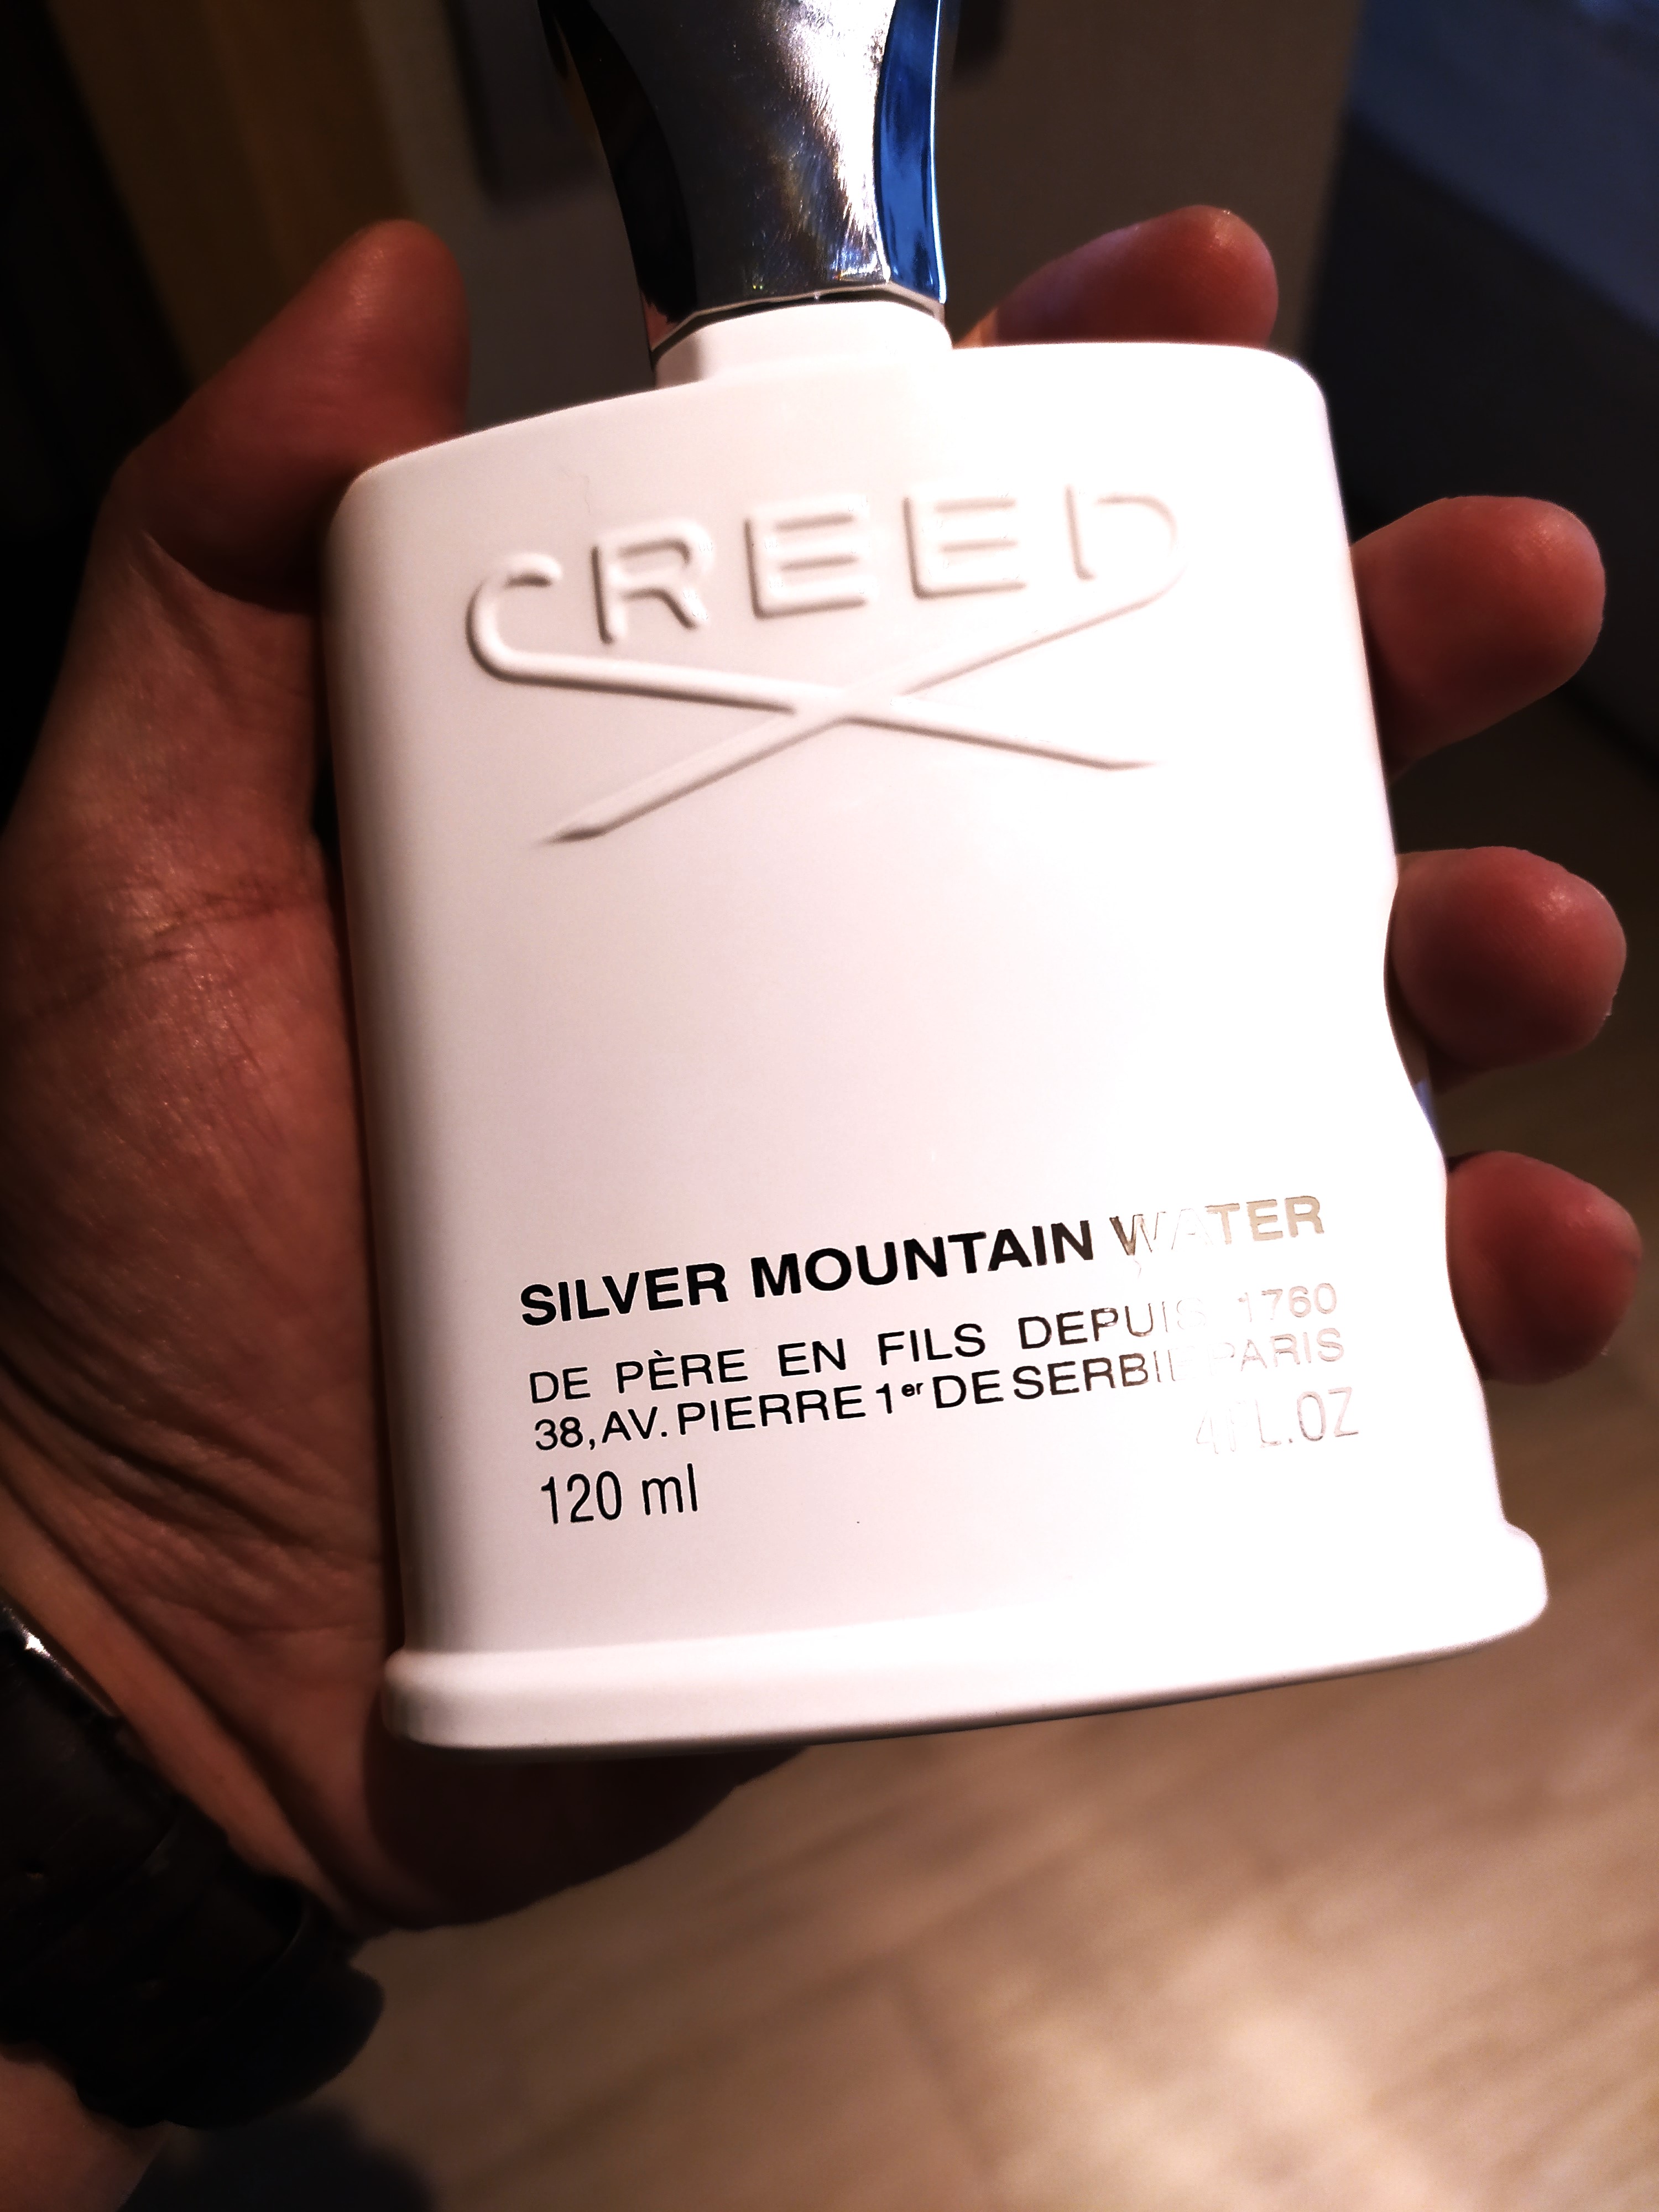 CREED
SILVER MOUNTAIN WATER
DE PÈRE EN FILS DEPUIS 1760
38, AV. PIERRE 1er DE SERBIE PARIS
120 ml 4 FL.OZ